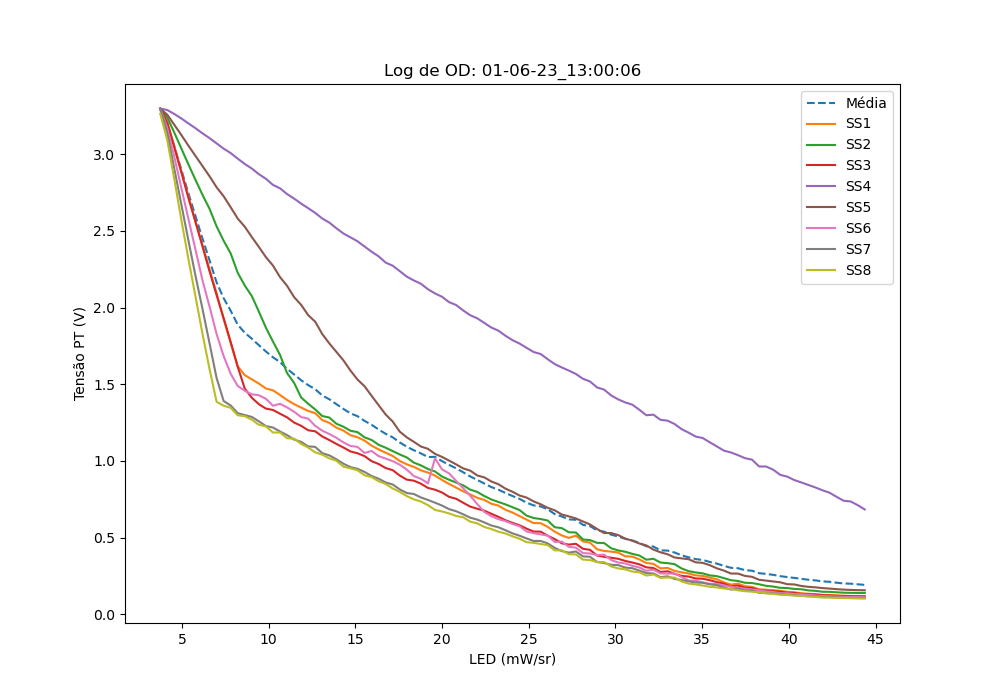 Log de OD: 01-06-23_13:00:06
Média
SS1
SS2
SS3
SS4
SS5
SS6
SS7
SS8
Tensão PT (V)
3.0
2.5
2.0
1.5
1.0
0.5
0.0
5 10 15 20 25 30 35 40 45
LED (mW/sr)